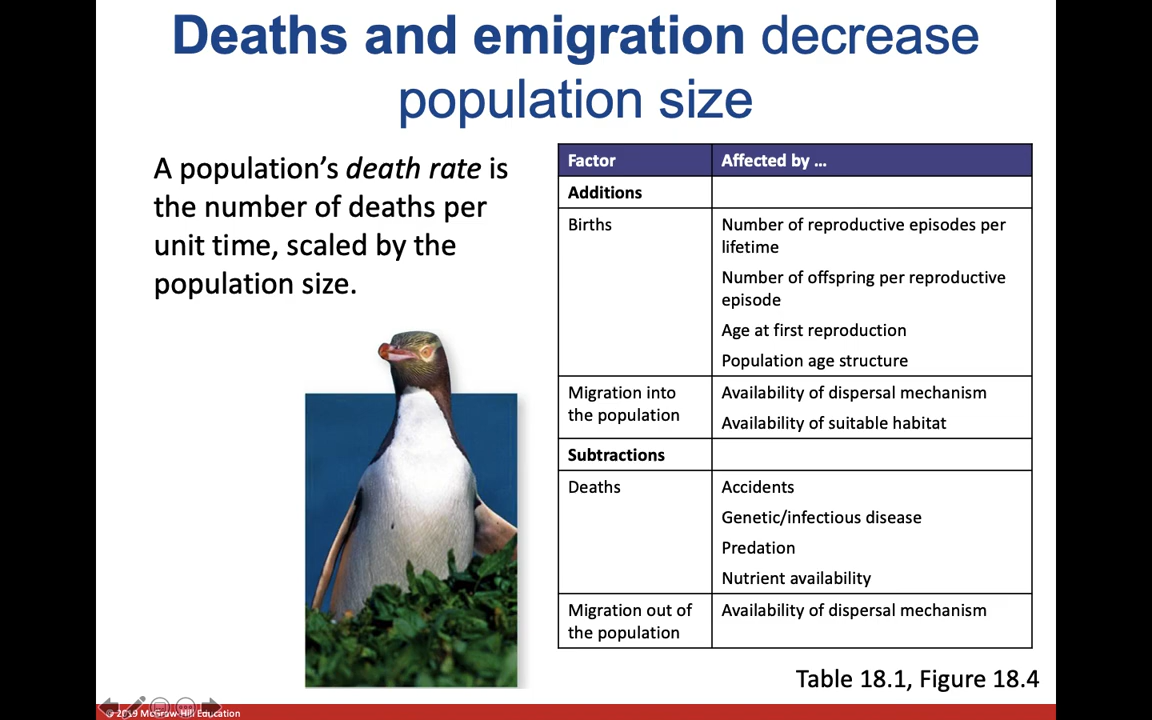 Deaths and emigration decrease
population size
A population’s death rate is
the number of deaths per
unit time, scaled by the
population size.
Factor Affected by …
Additions
Births Number of reproductive episodes per
lifetime
Number of offspring per reproductive
episode
Age at first reproduction
Population age structure
Migration into Availability of dispersal mechanism
the population Availability of suitable habitat
Subtractions
Deaths Accidents
Genetic/infectious disease
Predation
Nutrient availability
Migration out of Availability of dispersal mechanism
the population
Table 18.1, Figure 18.4
© 2019 McGraw-Hill Education